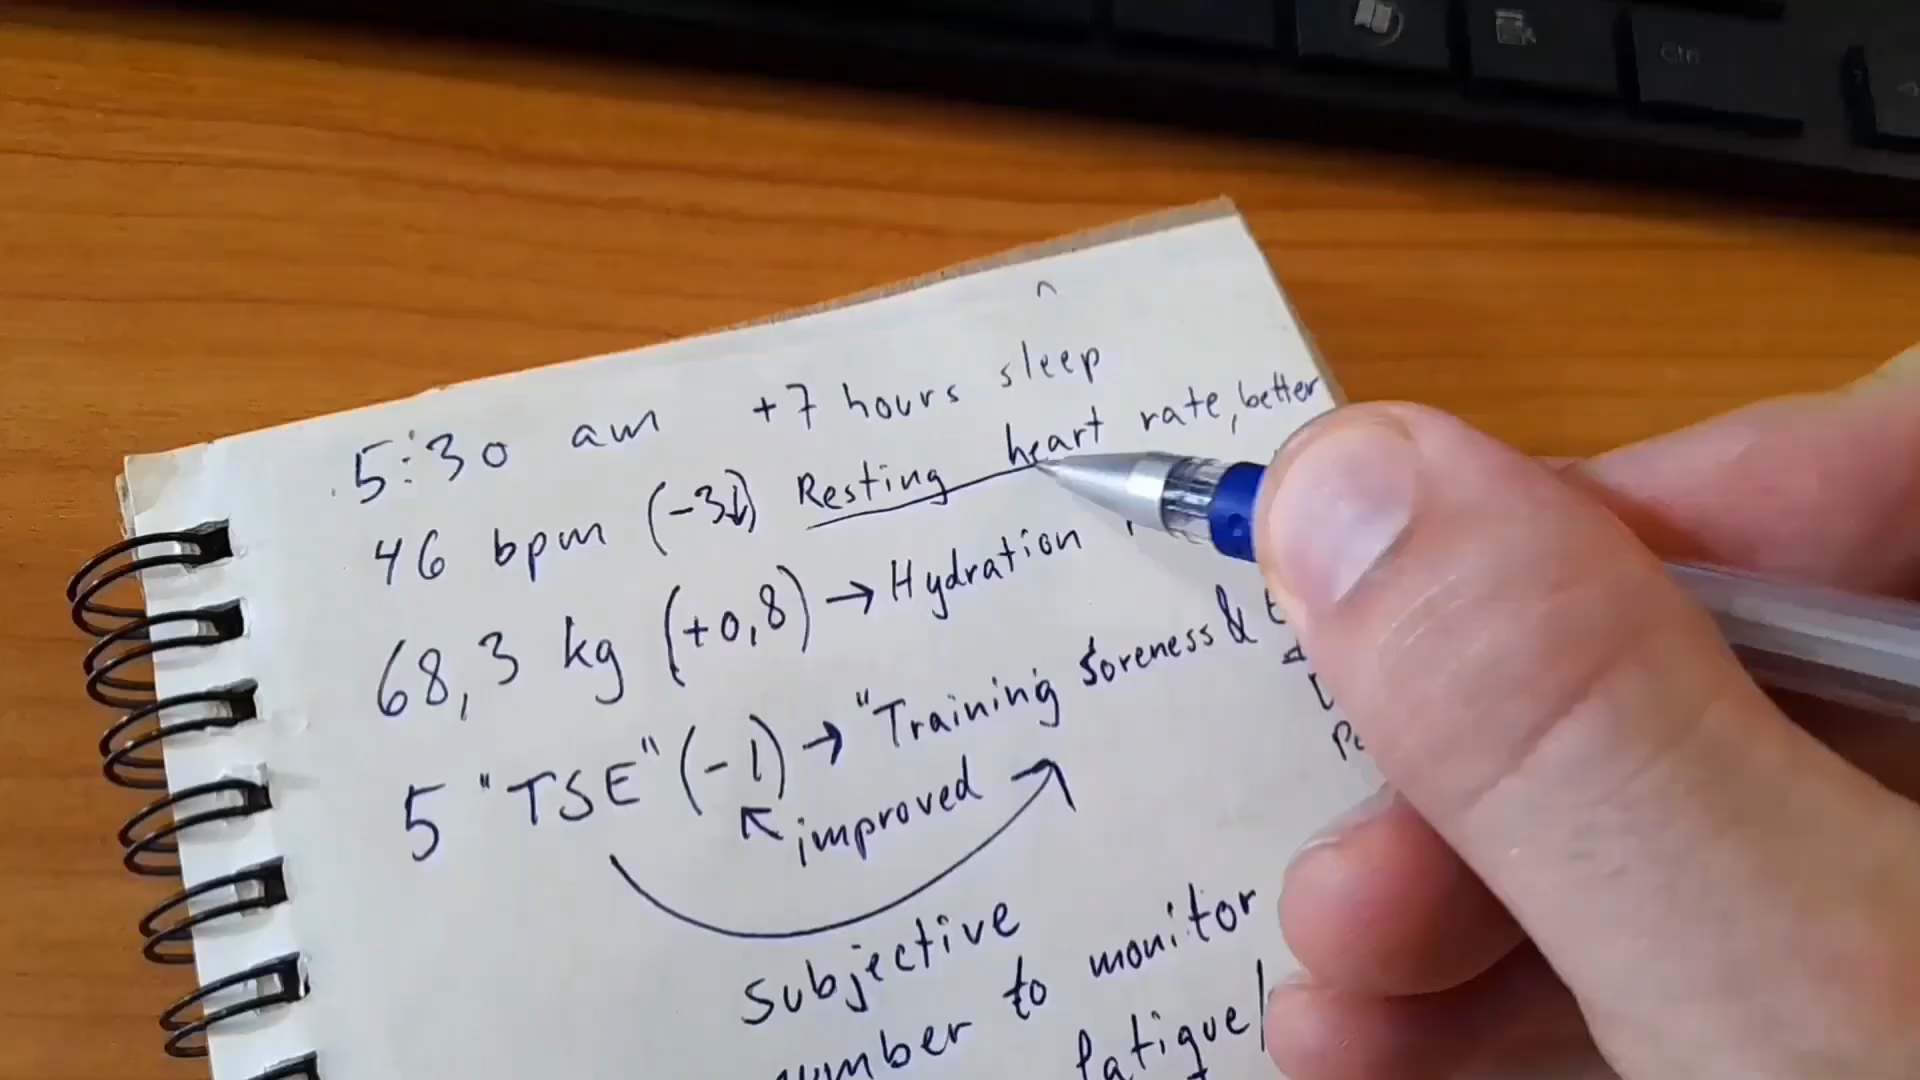 5:30 am +7 hours sleep
46 bpm (-3↓) Resting heart rate, better
68,3 kg (+0,8) → Hydration
5 "TSE" (-1) → "Training Soreness &
improved
subjective
number to monitor
fatigue/
Ctrl